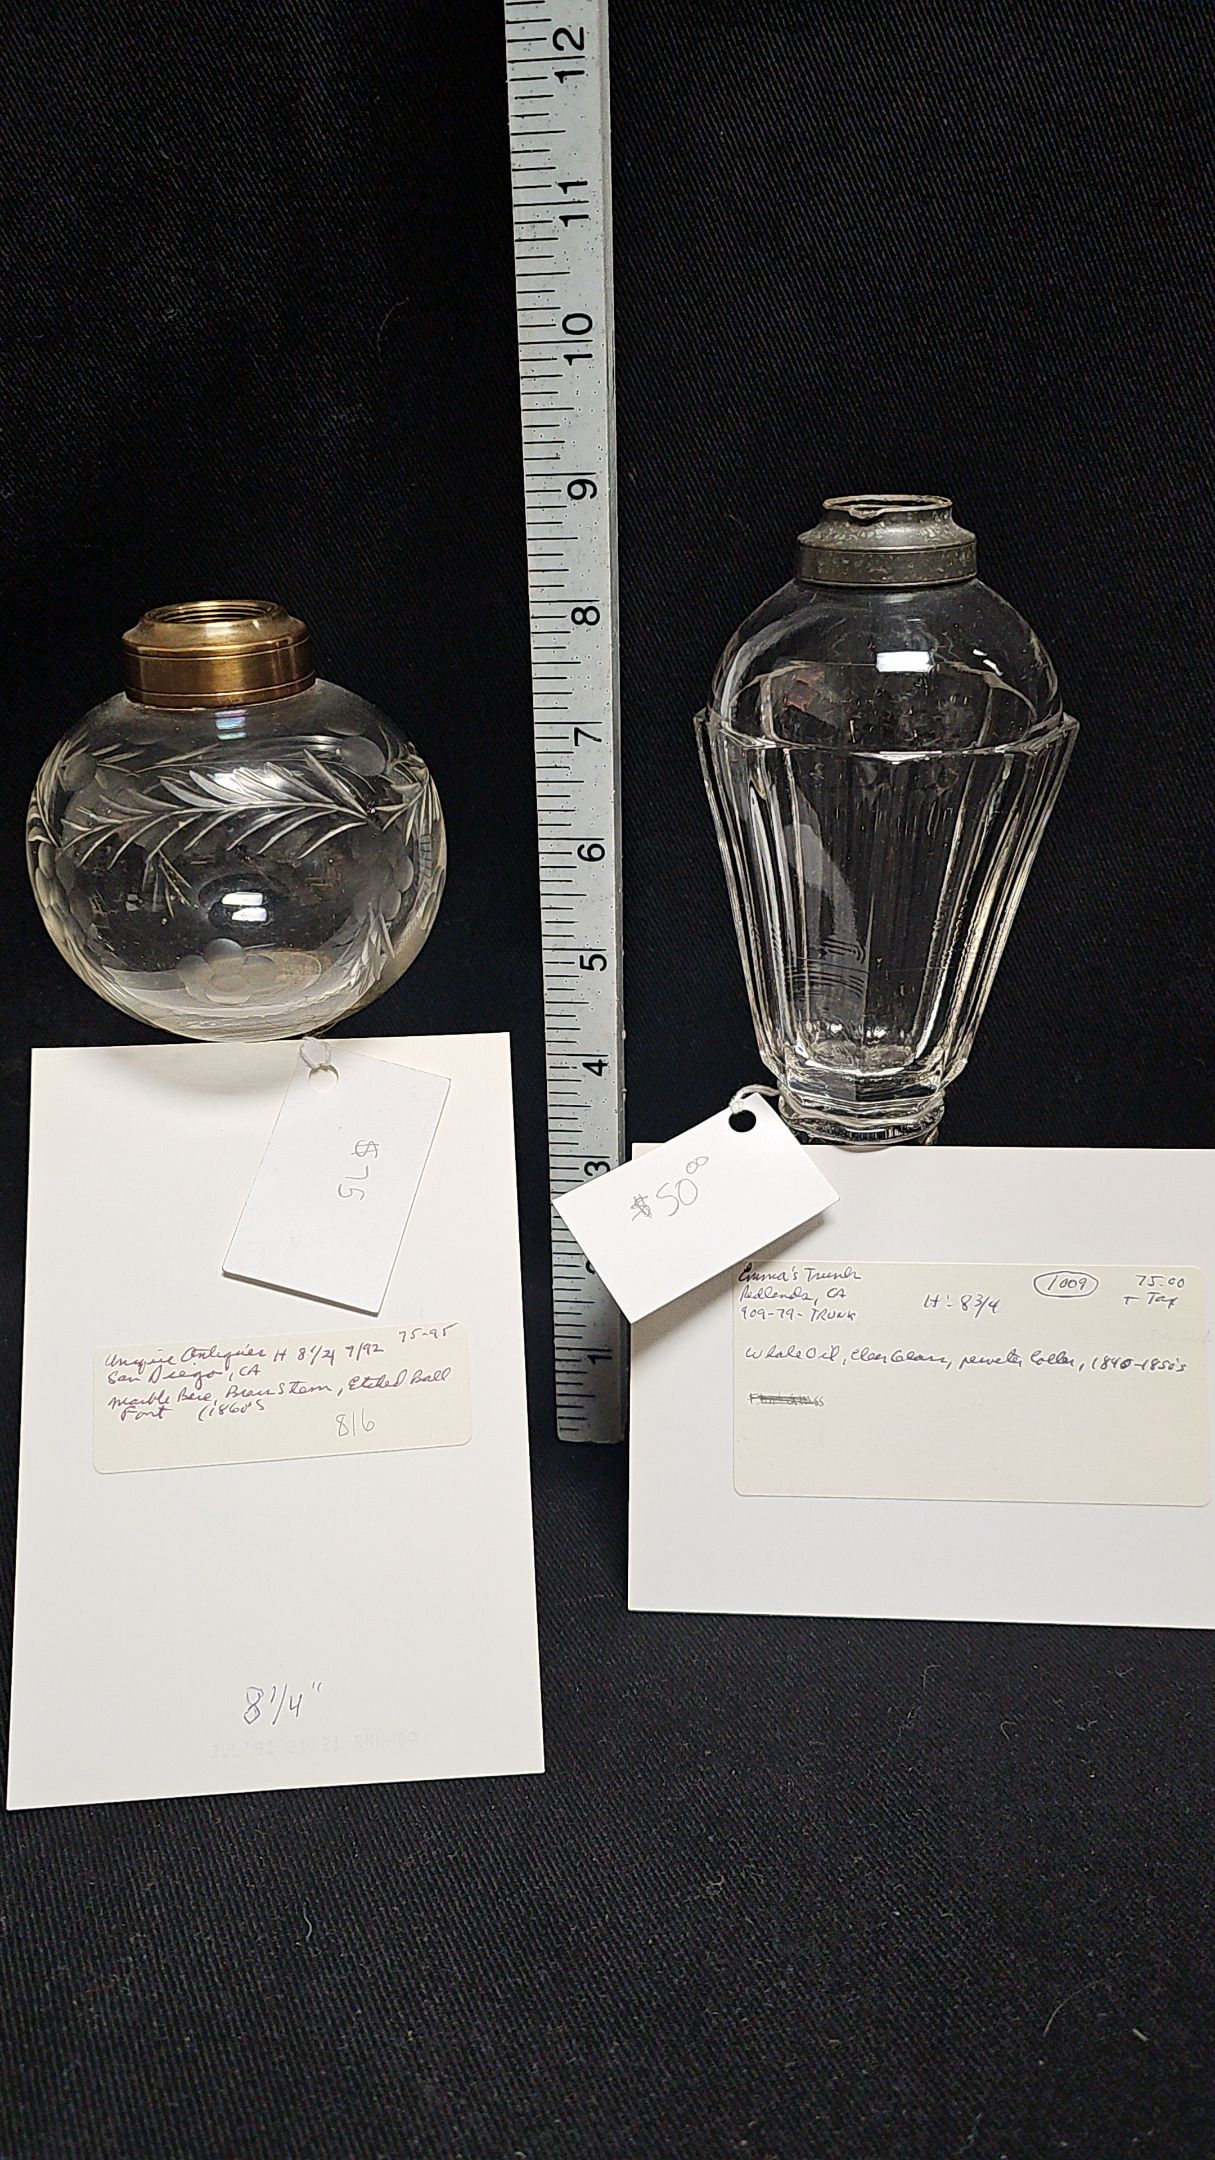 12
11
10
9
8
7
6
5
4
3
1
$75
$50.00
Unique Antiques H 8 1/4 7/92 75-95
San Diego, CA
Marble Base, Brass Stem, Etched Ball
Font (1860's
816
8 1/4"
JUL'92
Emma's Trunk 1009 75.00
Redlands, CA H- 8 3/4 + Tax
909-79-TRUNK
Whale Oil, Clear Glass, pewter Collar, 1840-1850's